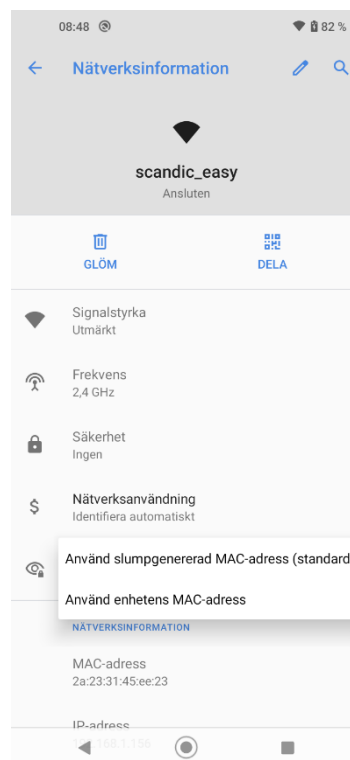 08:48 82 %
Nätverksinformation
scandic_easy
Ansluten
GLÖM DELA
Signalstyrka
Utmärkt
Frekvens
2,4 GHz
Säkerhet
Ingen
Nätverksanvändning
Identifiera automatiskt
Använd slumpgenererad MAC-adress (standard
Använd enhetens MAC-adress
NÄTVERKSINFORMATION
MAC-adress
2a:23:31:45:ee:23
IP-adress